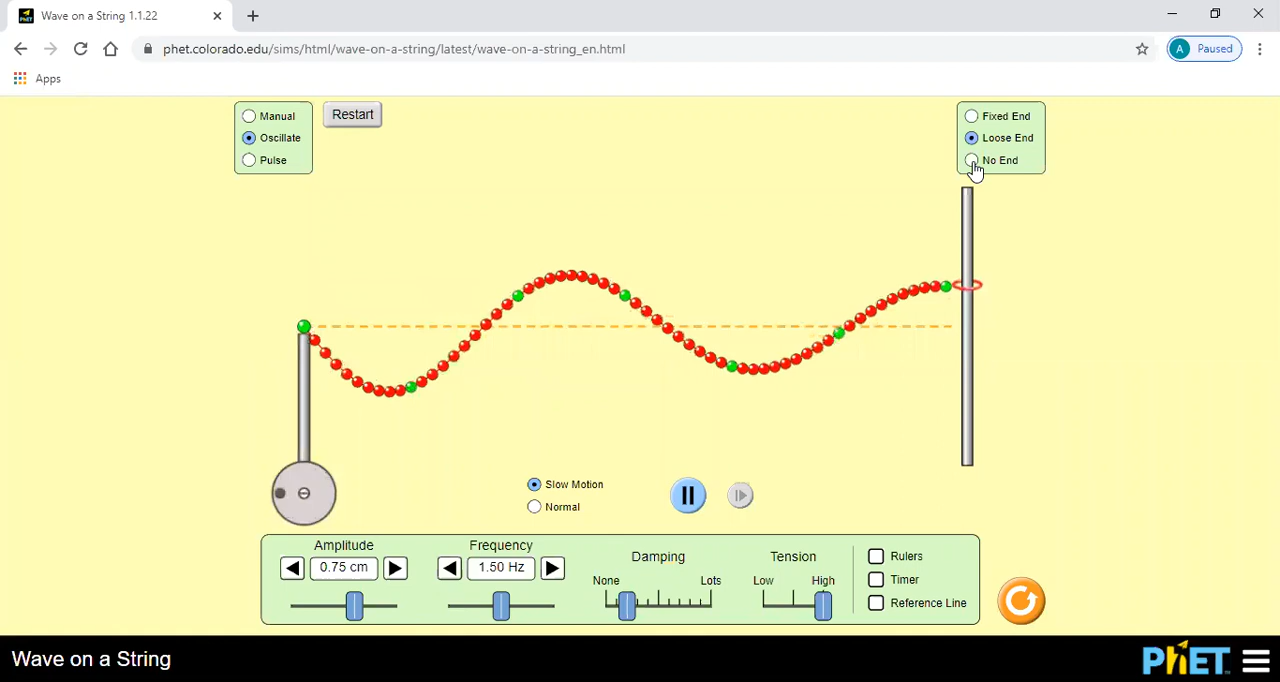 Wave on a String 1.1.22
phet.colorado.edu/sims/html/wave-on-a-string/latest/wave-on-a-string_en.html
A Paused
Apps
Manual
Oscillate
Pulse
Restart
Fixed End
Loose End
No End
Slow Motion
Normal
Amplitude
0.75 cm
Frequency
1.50 Hz
Damping
None Lots
Tension
Low High
Rulers
Timer
Reference Line
Wave on a String
PhET